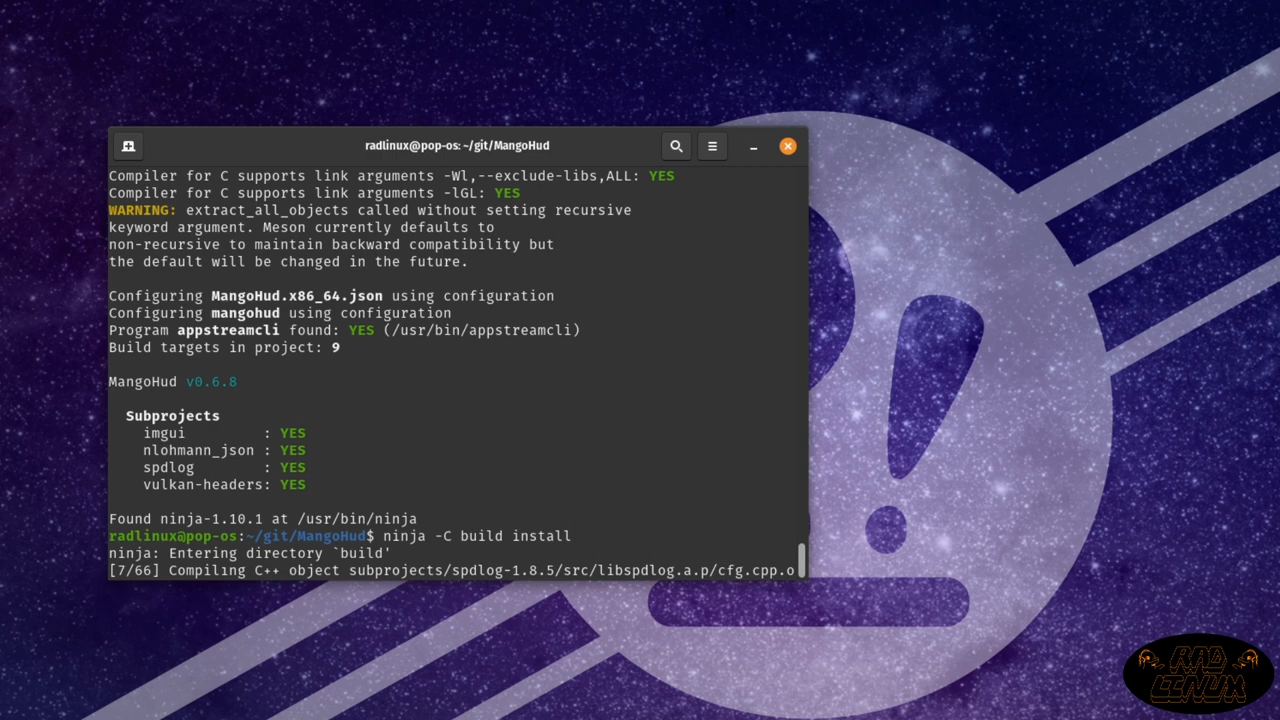 radlinux@pop-os: ~/git/MangoHud
Compiler for C supports link arguments -Wl,--exclude-libs,ALL: YES
Compiler for C supports link arguments -lGL: YES
WARNING: extract_all_objects called without setting recursive
keyword argument. Meson currently defaults to
non-recursive to maintain backward compatibility but
the default will be changed in the future.
Configuring MangoHud.x86_64.json using configuration
Configuring mangohud using configuration
Program appstreamcli found: YES (/usr/bin/appstreamcli)
Build targets in project: 9
MangoHud v0.6.8
Subprojects
imgui : YES
nlohmann_json : YES
spdlog : YES
vulkan-headers: YES
Found ninja-1.10.1 at /usr/bin/ninja
radlinux@pop-os:~/git/MangoHud$ ninja -C build install
ninja: Entering directory `build'
[7/66] Compiling C++ object subprojects/spdlog-1.8.5/src/libspdlog.a.p/cfg.cpp.o
RAD
LINUX